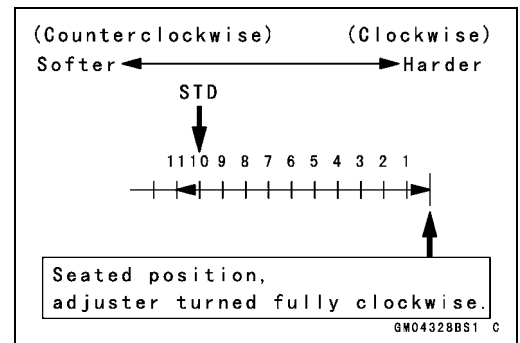 (Counterclockwise) (Clockwise)
Softer Harder
STD
11 10 9 8 7 6 5 4 3 2 1
Seated position,
adjuster turned fully clockwise.
GM04328BS1 C